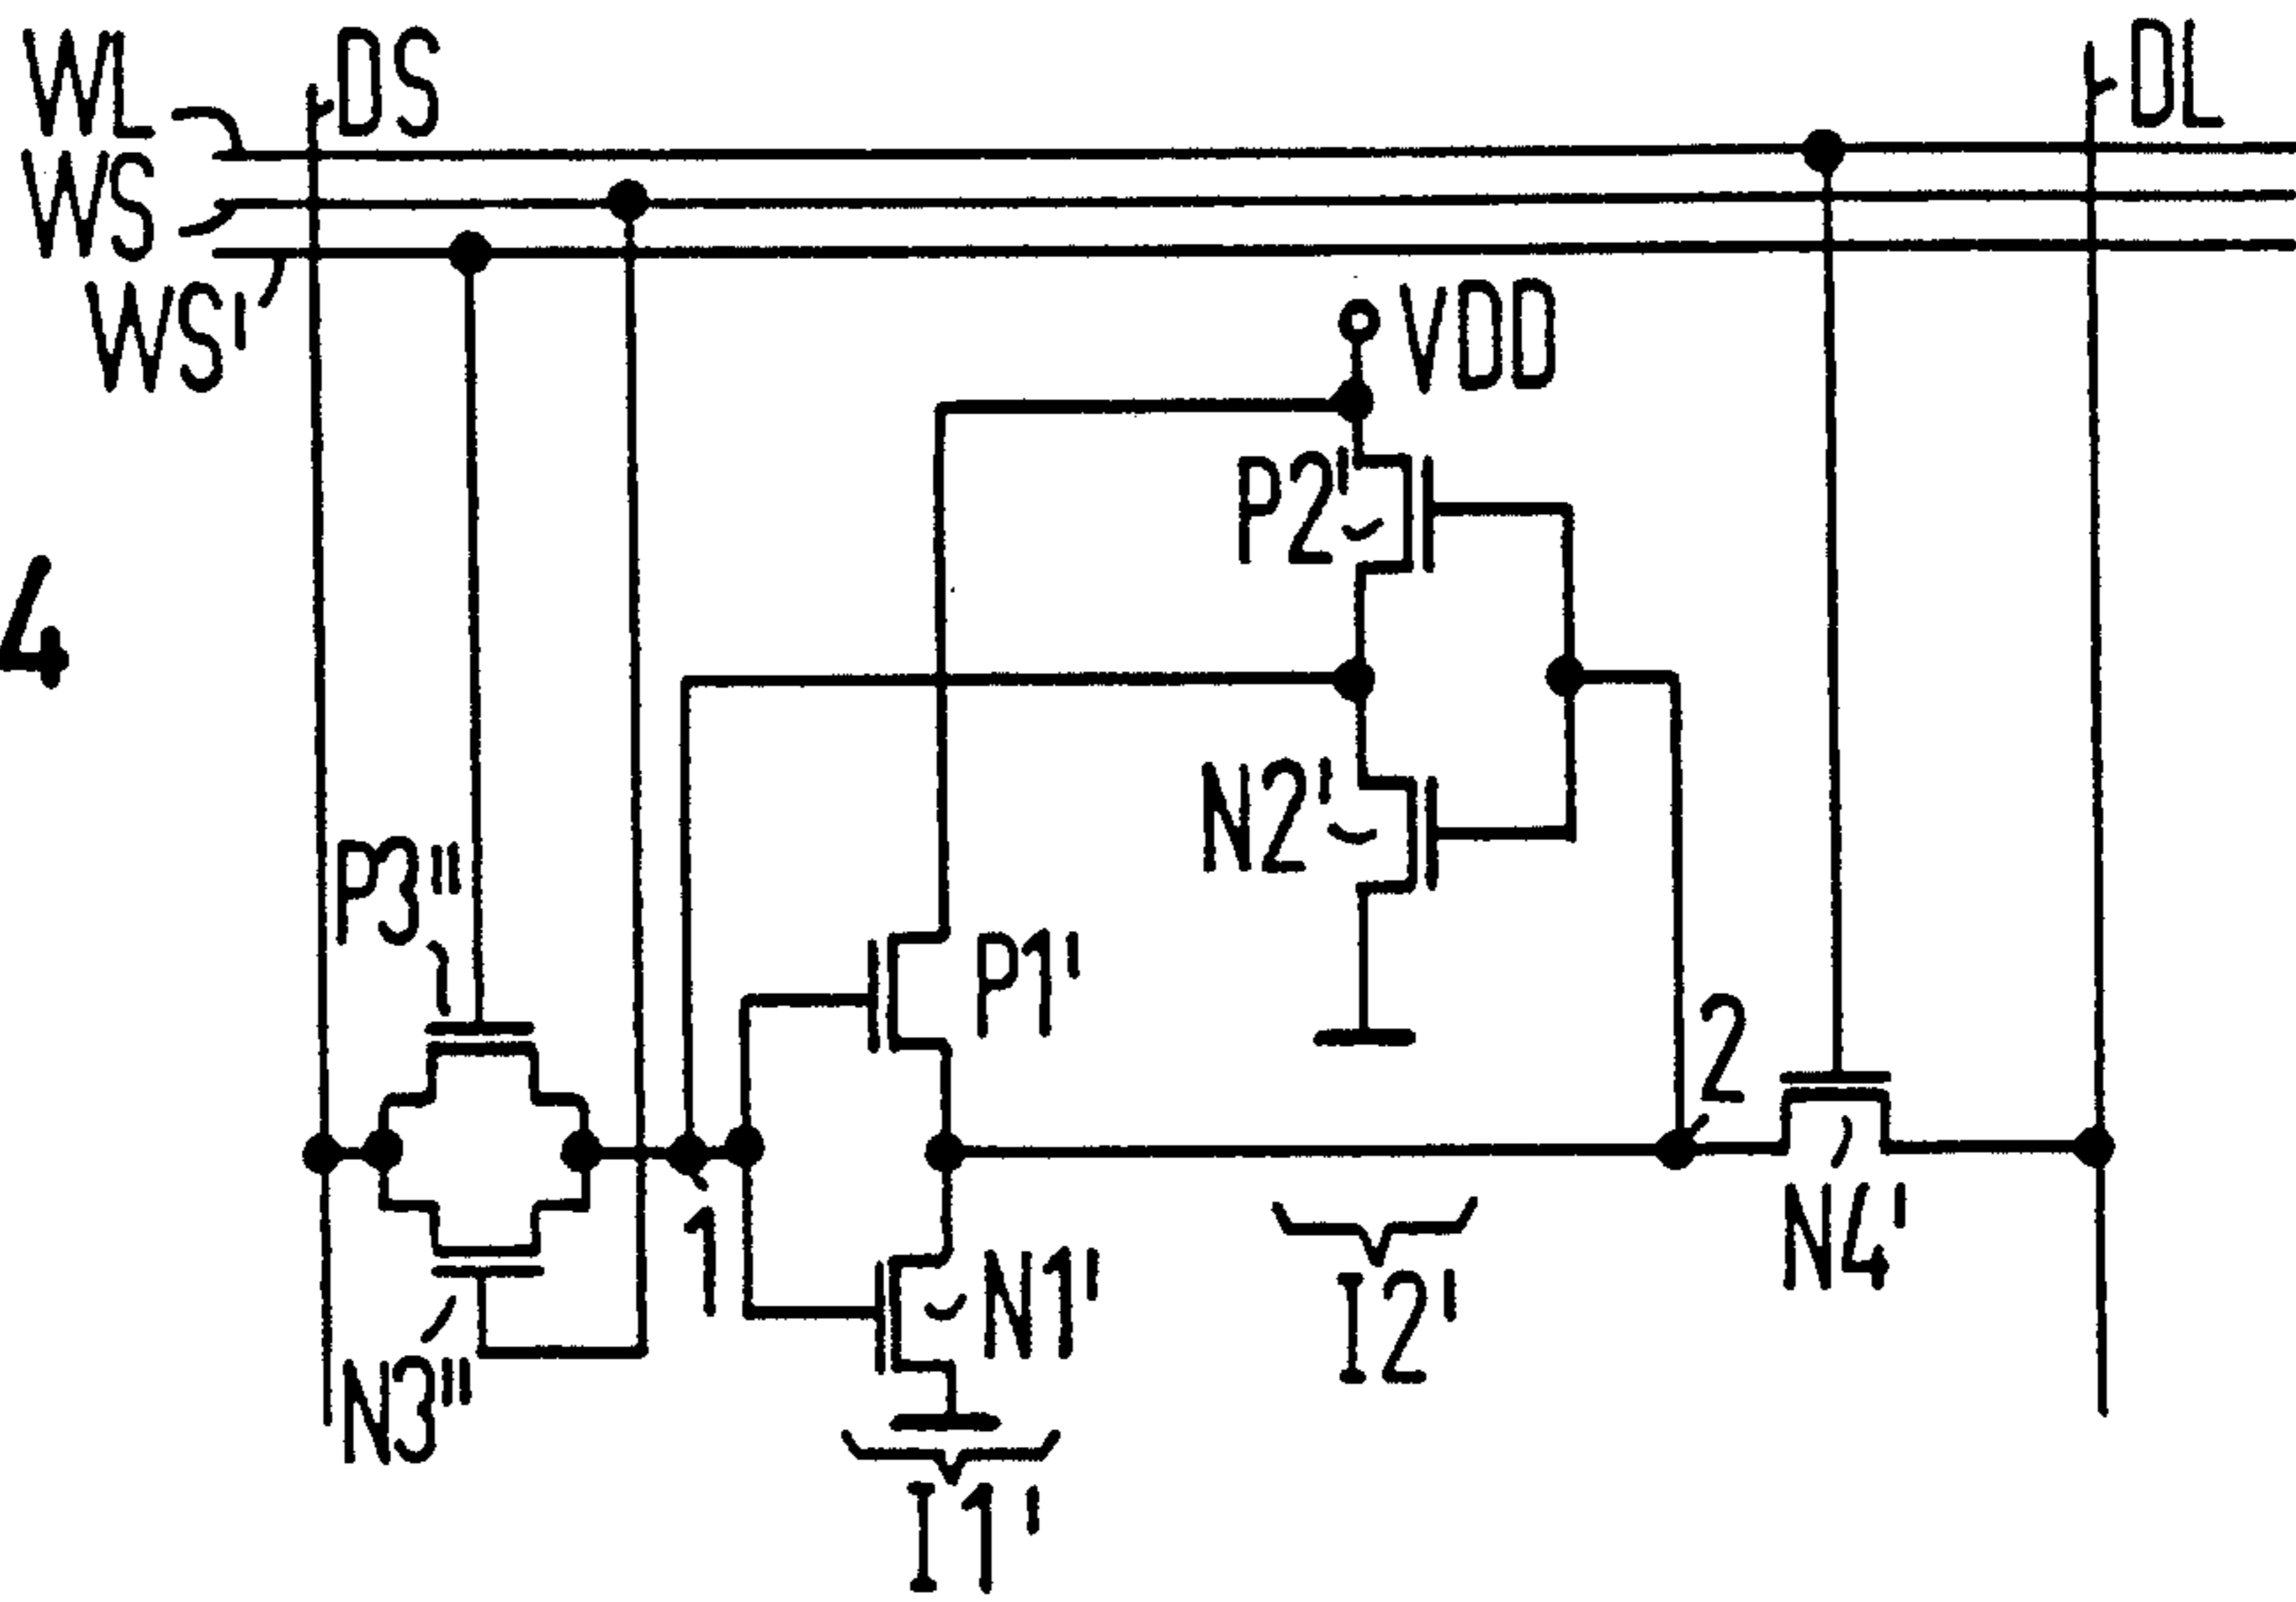 WL
DS
DL
WS
WS'
VDD
4
P2'
N2'
P3"
P1'
2
1
N4'
N1'
I2'
N3"
I1'